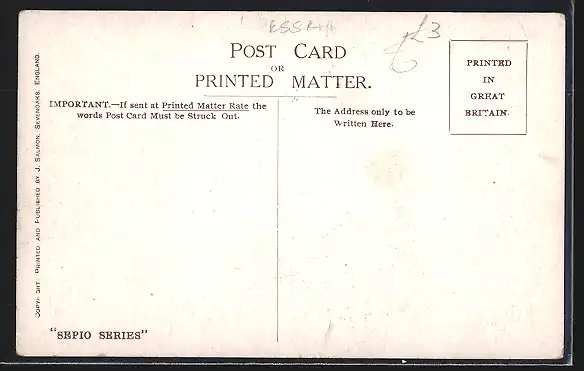 £3
POST CARD
OR
PRINTED MATTER.
PRINTED
IN
GREAT
BRITAIN.
IMPORTANT.—If sent at Printed Matter Rate the
words Post Card Must be Struck Out.
The Address only to be
Written Here.
COPYRIGHT. PRINTED AND PUBLISHED BY J. SALMON, SEVENOAKS, ENGLAND.
"SEPIO SERIES"